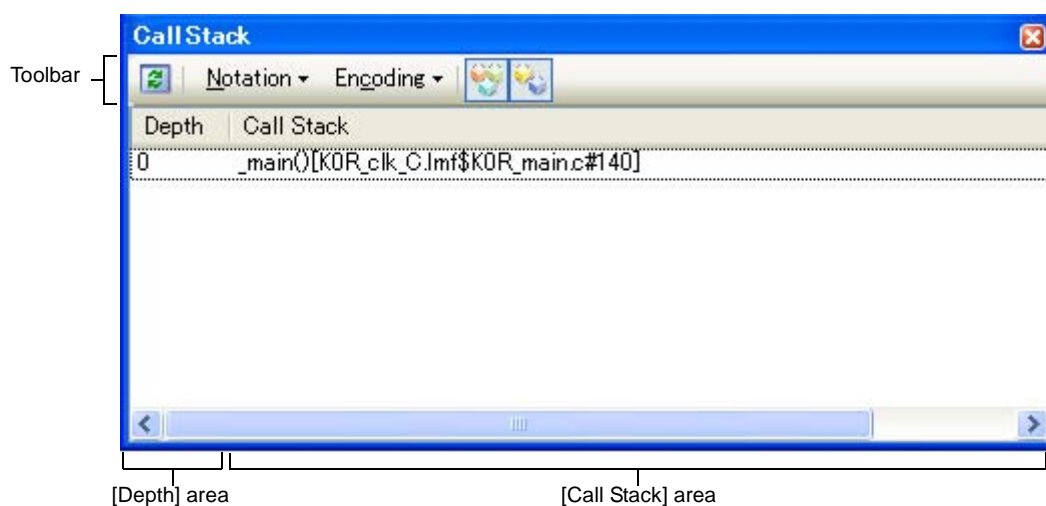 Call Stack
Toolbar
Notation Encoding
Depth Call Stack
0 _main()[K0R_clk_C.lmf$K0R_main.c#140]
[Depth] area [Call Stack] area